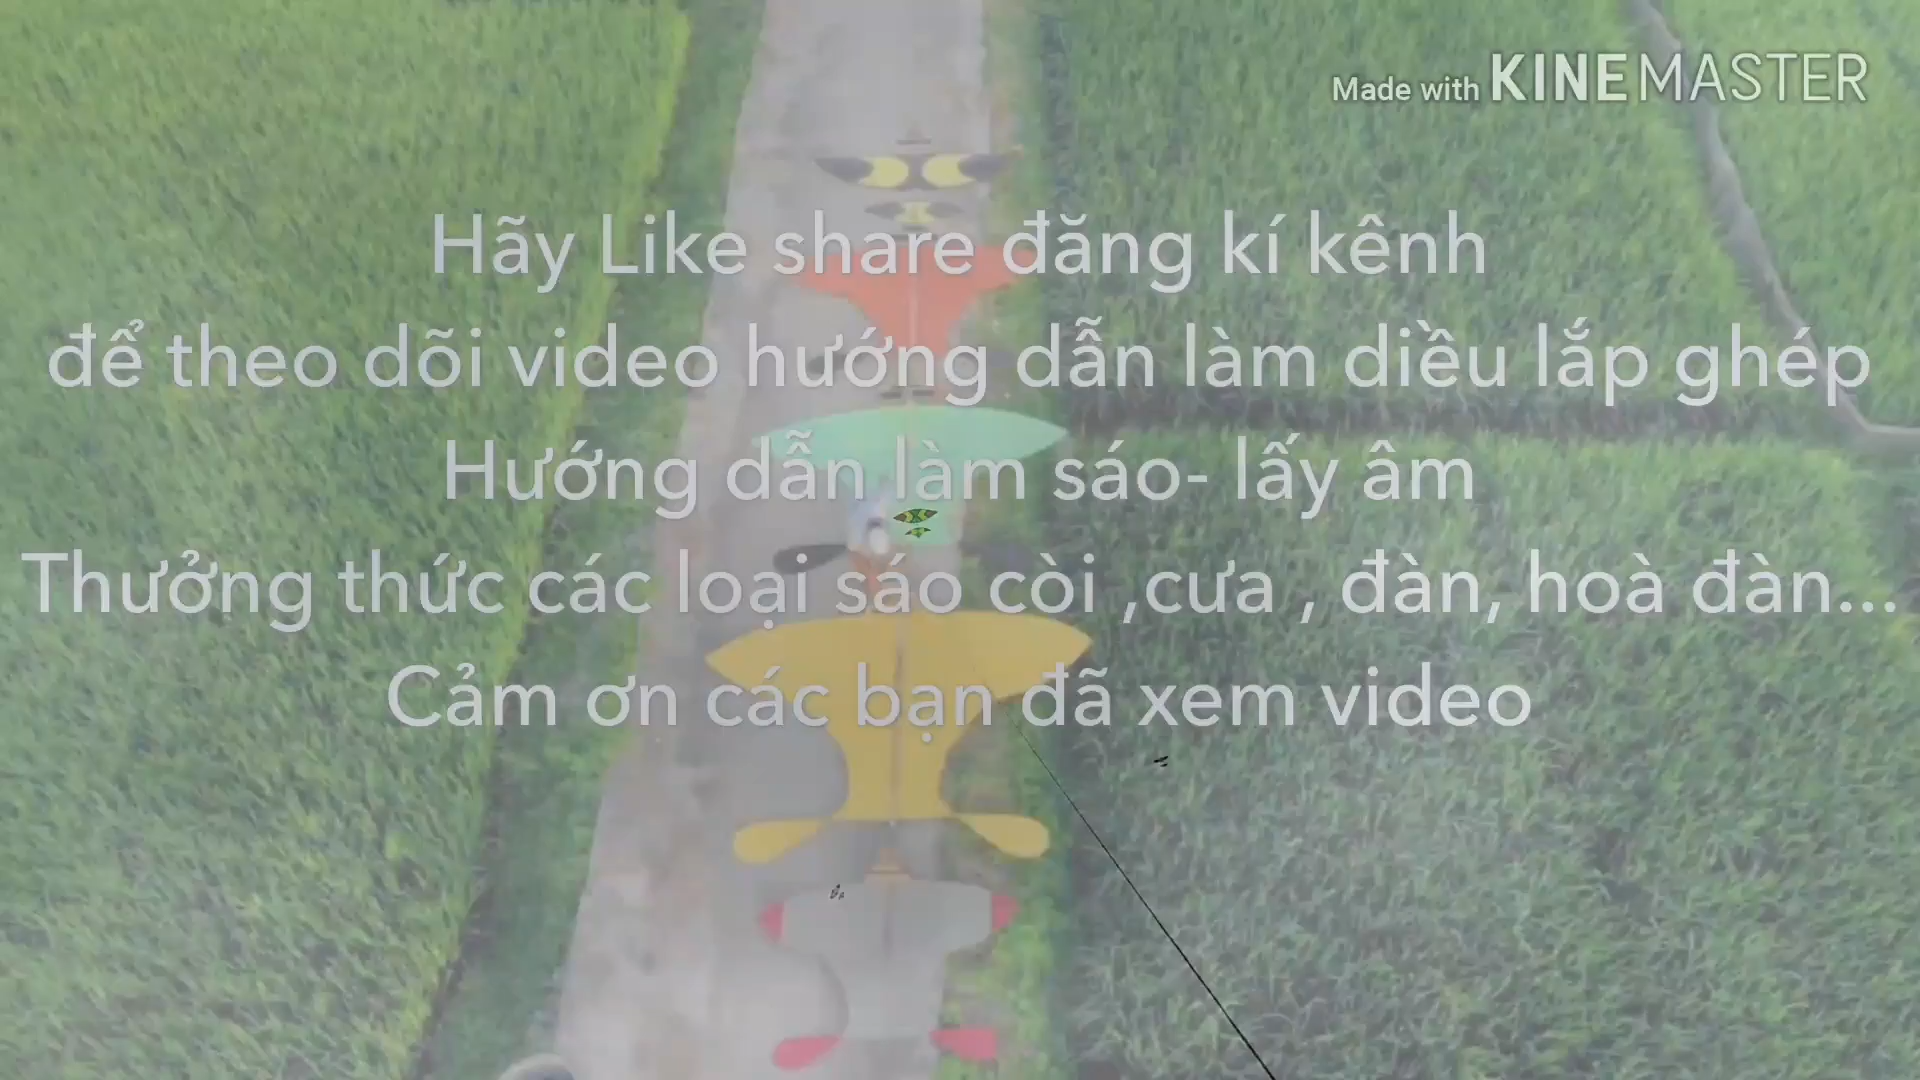 Made with KINEMASTER
Hãy Like share đăng kí kênh
để theo dõi video hướng dẫn làm diều lắp ghép
Hướng dẫn làm sáo- lấy âm
Thưởng thức các loại sáo còi ,cưa , đàn, hoà đàn...
Cảm ơn các bạn đã xem video